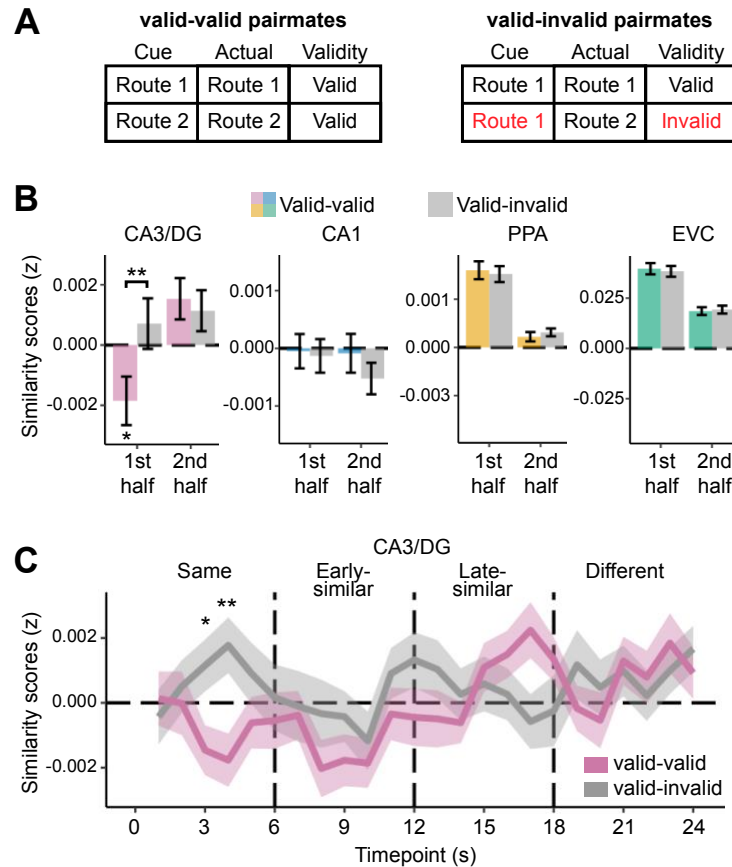 A
valid-valid pairmates
valid-invalid pairmates
Cue Actual Validity
Cue Actual Validity
Route 1 Route 1 Valid
Route 1 Route 1 Valid
Route 2 Route 2 Valid
Route 1 Route 2 Invalid
B
Valid-valid
Valid-invalid
CA3/DG
CA1
PPA
EVC
Similarity scores (z)
0.002
0.000
-0.002
**
*
1st half
2nd half
0.001
0.000
-0.001
1st half
2nd half
0.001
0.000
-0.003
1st half
2nd half
0.025
0.000
-0.025
1st half
2nd half
C
CA3/DG
Same
Early-
similar
Late-
similar
Different
* **
Similarity scores (z)
0.002
0.000
-0.002
valid-valid
valid-invalid
0 3 6 9 12 15 18 21 24
Timepoint (s)